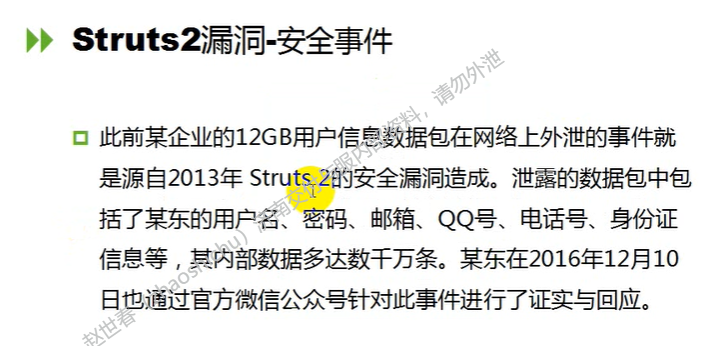 Struts2漏洞-安全事件
此前某企业的12GB用户信息数据包在网络上外泄的事件就
是源自2013年 Struts 2的安全漏洞造成。泄露的数据包中包
括了某东的用户名、密码、邮箱、QQ号、电话号、身份证
信息等，其内部数据多达数千万条。某东在2016年12月10
日也通过官方微信公众号针对此事件进行了证实与回应。
赵世春（zhaoshichu）济南交 服内部资料，请勿外泄